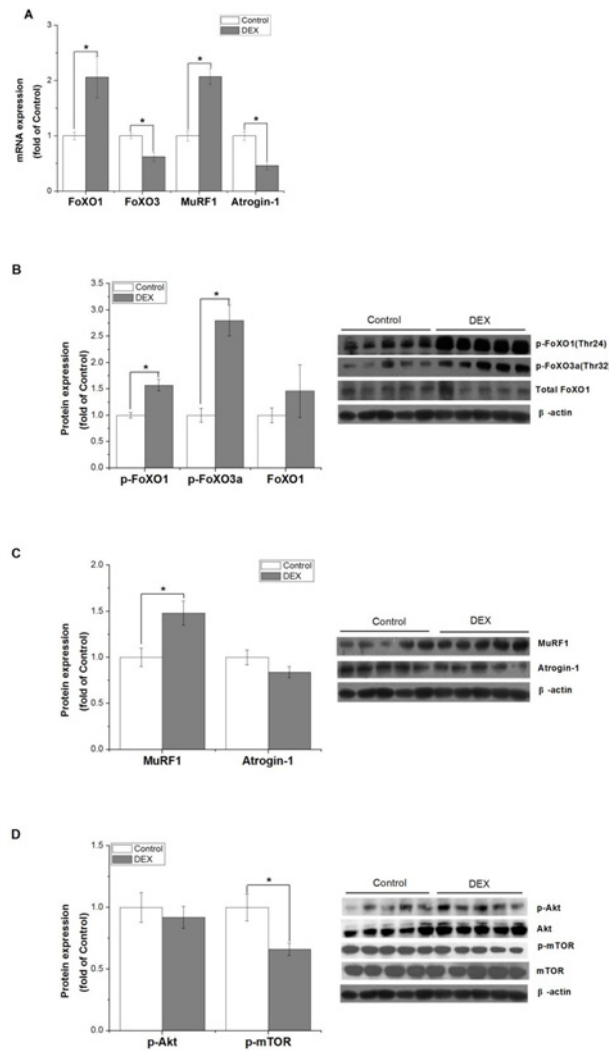 A
Control
DEX
mRNA expression
(fold of Control)
3
2
1
0
*
*
*
*
FoXO1
FoXO3
MuRF1
Atrogin-1
B
Control
DEX
Protein expression
(fold of Control)
3.5
3.0
2.5
2.0
1.5
1.0
0.5
0.0
*
*
p-FoXO1
p-FoXO3a
FoXO1
Control
DEX
p-FoXO1(Thr24)
p-FoXO3a(Thr32)
Total FoXO1
β -actin
C
Control
DEX
Protein expression
(fold of Control)
2.0
1.5
1.0
0.5
0.0
*
MuRF1
Atrogin-1
Control
DEX
MuRF1
Atrogin-1
β -actin
D
Control
DEX
Protein expression
(fold of Control)
1.5
1.0
0.5
0.0
*
p-Akt
p-mTOR
Control
DEX
p-Akt
Akt
p-mTOR
mTOR
β -actin